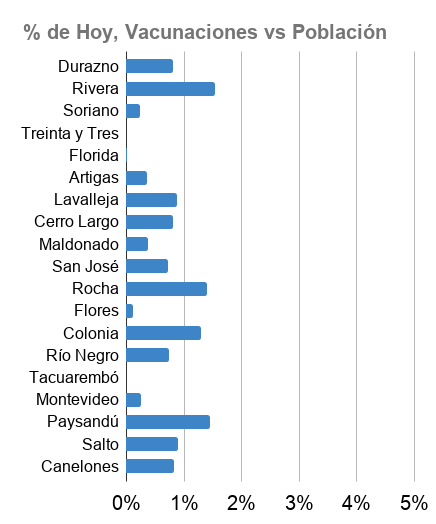 % de Hoy, Vacunaciones vs Población
Durazno
Rivera
Soriano
Treinta y Tres
Florida
Artigas
Lavalleja
Cerro Largo
Maldonado
San José
Rocha
Flores
Colonia
Río Negro
Tacuarembó
Montevideo
Paysandú
Salto
Canelones
0% 1% 2% 3% 4% 5%